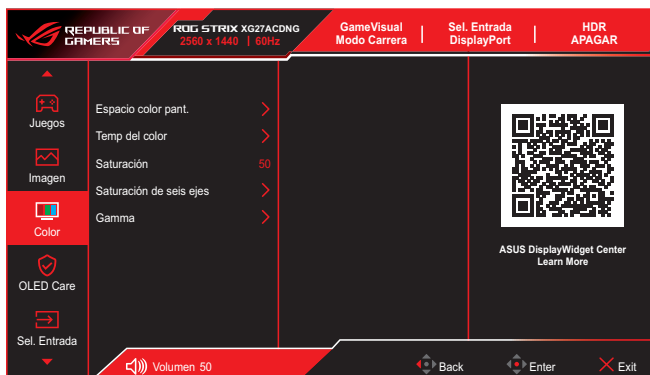 REPUBLIC OF
GAMERS
ROG STRIX XG27ACDNG
2560 x 1440 | 60Hz
GameVisual
Modo Carrera
Sel. Entrada
DisplayPort
HDR
APAGAR
Juegos
Imagen
Color
OLED Care
Sel. Entrada
Espacio color pant.
Temp del color
Saturación 50
Saturación de seis ejes
Gamma
ASUS DisplayWidget Center
Learn More
Volumen 50
Back
Enter
Exit